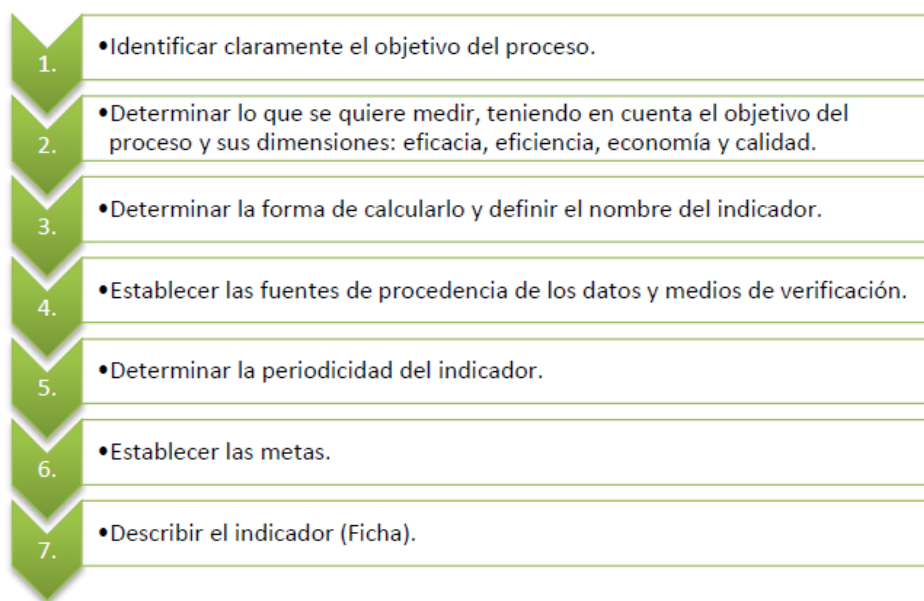 1.
•Identificar claramente el objetivo del proceso.
2.
•Determinar lo que se quiere medir, teniendo en cuenta el objetivo del
proceso y sus dimensiones: eficacia, eficiencia, economía y calidad.
3.
•Determinar la forma de calcularlo y definir el nombre del indicador.
4.
•Establecer las fuentes de procedencia de los datos y medios de verificación.
5.
•Determinar la periodicidad del indicador.
6.
•Establecer las metas.
7.
•Describir el indicador (Ficha).